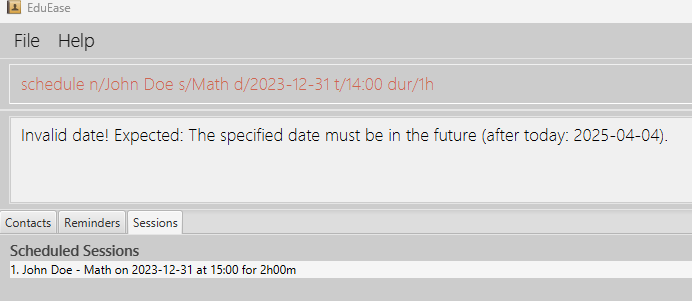 EduEase
File Help
schedule n/John Doe s/Math d/2023-12-31 t/14:00 dur/1h
Invalid date! Expected: The specified date must be in the future (after today: 2025-04-04).
Contacts Reminders Sessions
Scheduled Sessions
1. John Doe - Math on 2023-12-31 at 15:00 for 2h00m